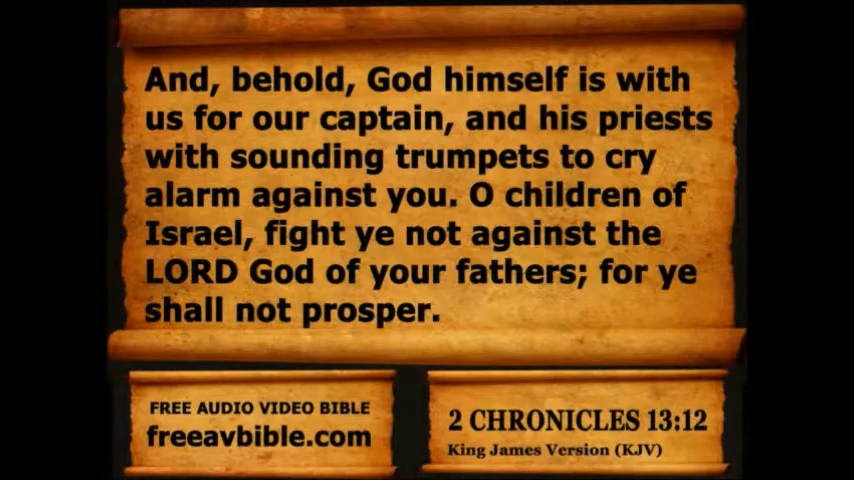 And, behold, God himself is with
us for our captain, and his priests
with sounding trumpets to cry
alarm against you. O children of
Israel, fight ye not against the
LORD God of your fathers; for ye
shall not prosper.
FREE AUDIO VIDEO BIBLE
freeavbible.com
2 CHRONICLES 13:12
King James Version (KJV)